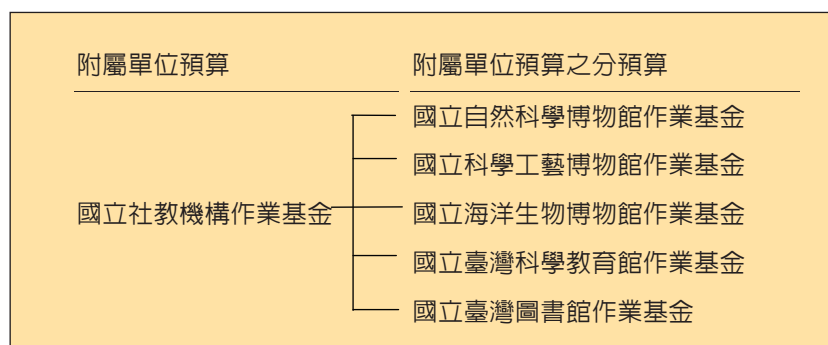 附屬單位預算
附屬單位預算之分預算
國立社教機構作業基金
國立自然科學博物館作業基金
國立科學工藝博物館作業基金
國立海洋生物博物館作業基金
國立臺灣科學教育館作業基金
國立臺灣圖書館作業基金